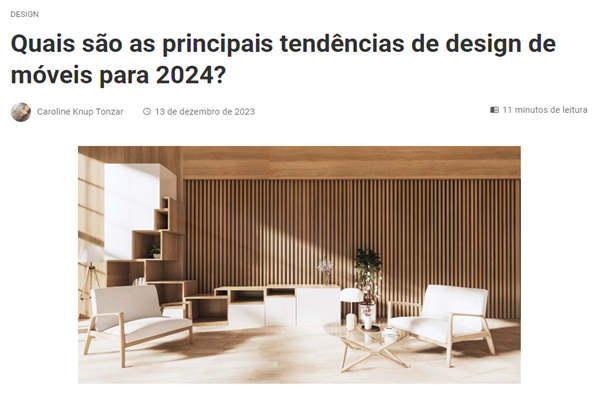 DESIGN
Quais são as principais tendências de design de
móveis para 2024?
Caroline Knup Tonzar 13 de dezembro de 2023 11 minutos de leitura